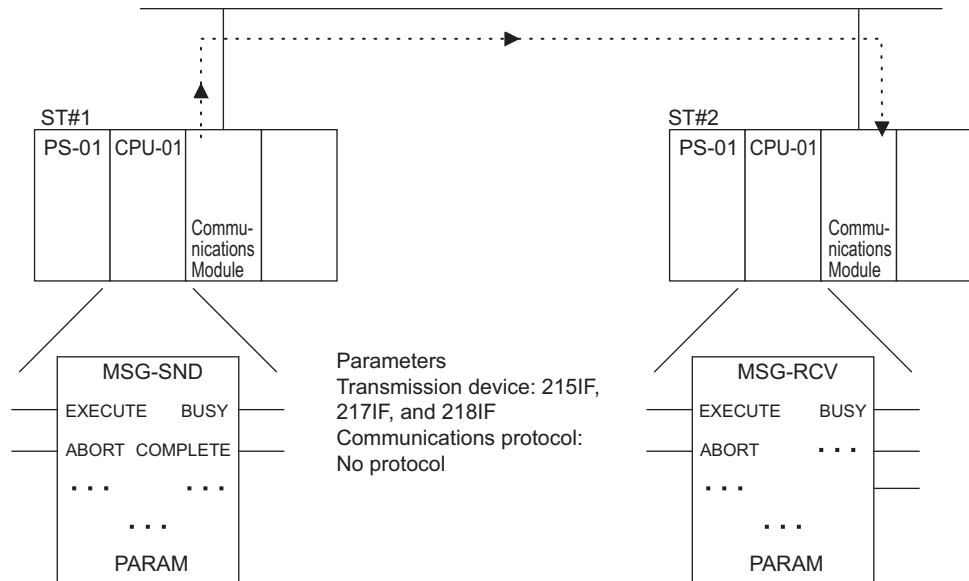 ST#1
PS-01
CPU-01
Commu-
nications
Module
ST#2
PS-01
CPU-01
Commu-
nications
Module
MSG-SND
EXECUTE BUSY
ABORT COMPLETE
. . . . . .
. . .
PARAM
Parameters
Transmission device: 215IF,
217IF, and 218IF
Communications protocol:
No protocol
MSG-RCV
EXECUTE BUSY
ABORT . . .
. . .
. . .
PARAM